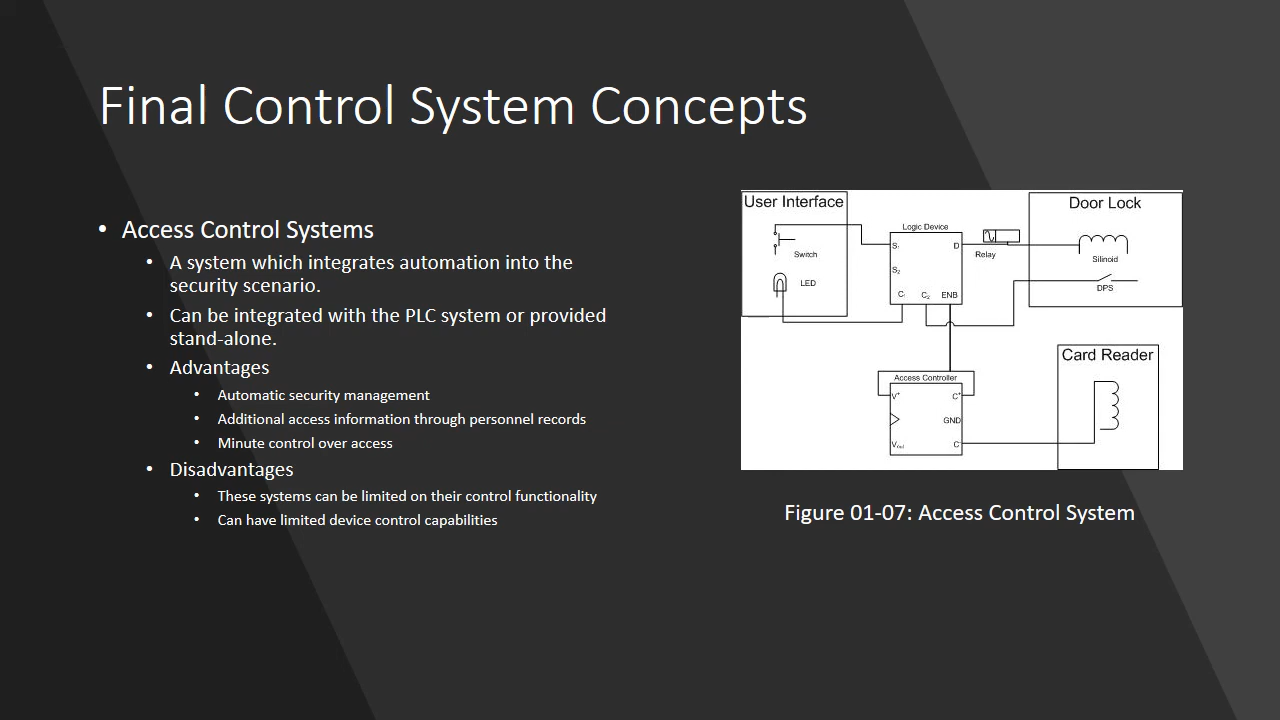 Final Control System Concepts
• Access Control Systems
• A system which integrates automation into the
security scenario.
• Can be integrated with the PLC system or provided
stand-alone.
• Advantages
• Automatic security management
• Additional access information through personnel records
• Minute control over access
• Disadvantages
• These systems can be limited on their control functionality
• Can have limited device control capabilities
User Interface
Switch
LED
Logic Device
S1
D
S2
C1
C2
ENB
Relay
Door Lock
Silinoid
DPS
Access Controller
V+
C+
GND
Vout
C
Card Reader
Figure 01-07: Access Control System